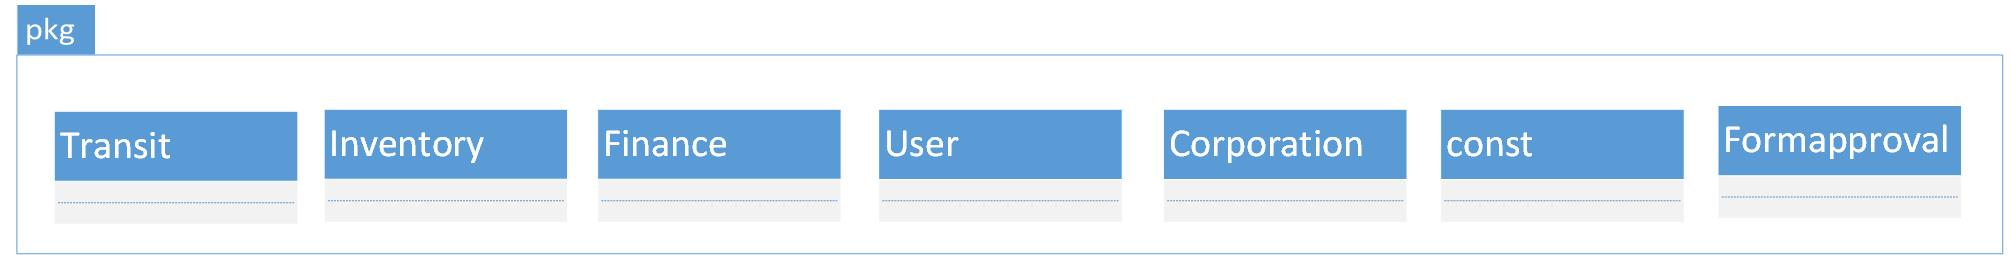 pkg
Transit
Inventory
Finance
User
Corporation
const
Formapproval